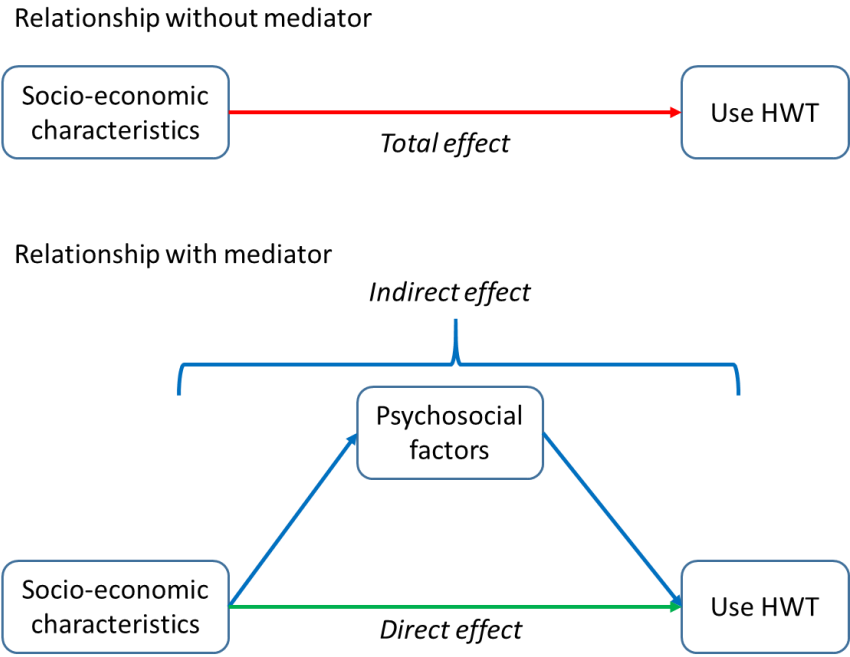 Relationship without mediator
Socio-economic
characteristics
Total effect
Use HWT
Relationship with mediator
Indirect effect
Psychosocial
factors
Socio-economic
characteristics
Direct effect
Use HWT